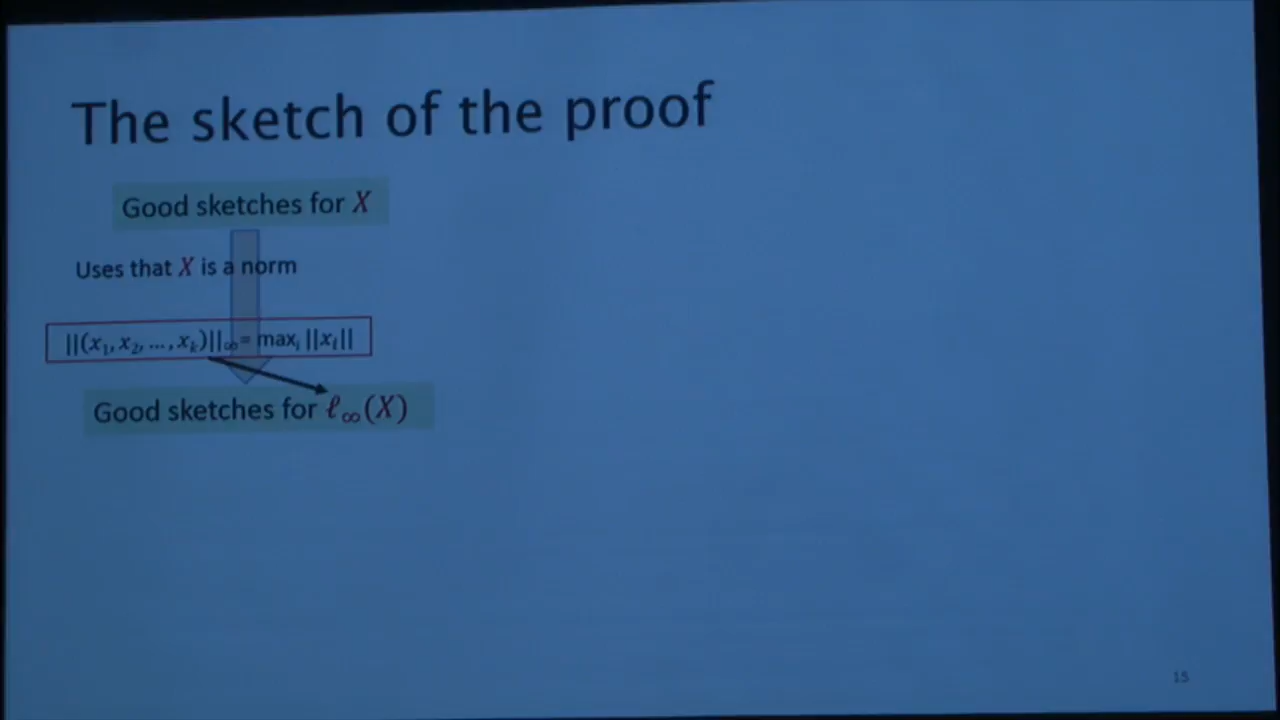 The sketch of the proof
Good sketches for X
Uses that X is a norm
||(x₁, x₂, ..., xₖ)||∞= maxᵢ ||xᵢ||
Good sketches for ℓ∞(X)
15